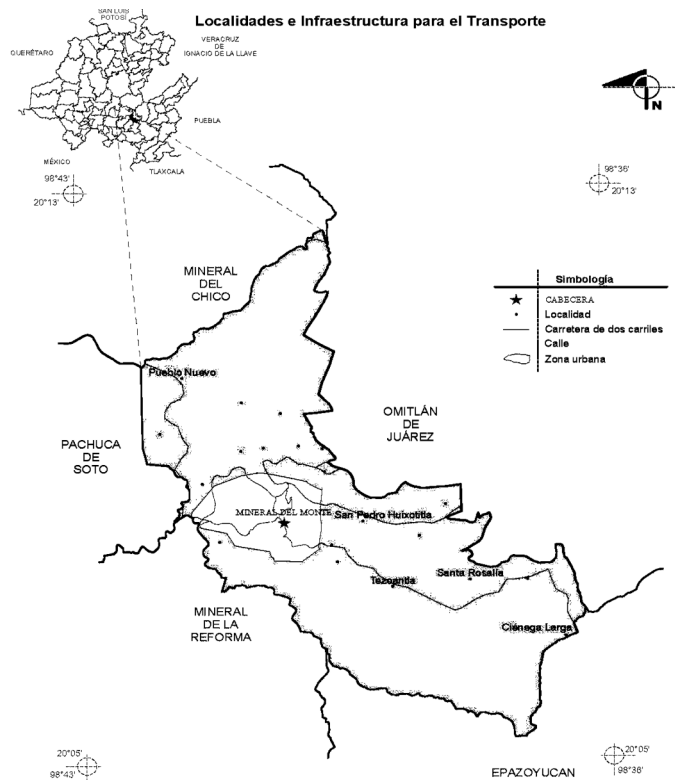 Localidades e Infraestructura para el Transporte
SAN LUIS
POTOSÍ
QUERÉTARO
VERACRUZ
DE
IGNACIO DE LA LLAVE
PUEBLA
MÉXICO
TLAXCALA
N
98°43'
20°13'
98°36'
20°13'
MINERAL
DEL
CHICO
Simbología
CABECERA
Localidad
Carretera de dos carriles
Calle
Zona urbana
Pueblo Nuevo
OMITLÁN
DE
JUÁREZ
PACHUCA
DE
SOTO
MINERAL DEL MONTE
San Pedro Huixotitla
Tezoantla
Santa Rosalía
MINERAL
DE LA
REFORMA
Ciénega Larga
20°05'
98°43'
20°05'
98°36'
EPAZOYUCAN